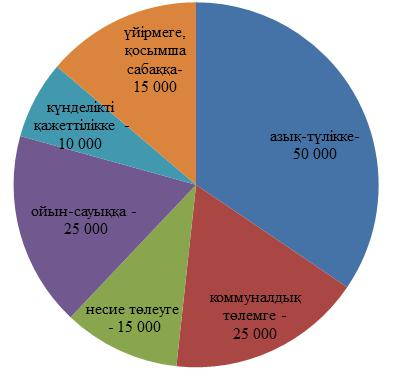 үйірмеге,
қосымша
сабаққа-
15 000
күнделікті
қажеттілікке -
10 000
азық-түлікке-
50 000
ойын-сауыққа -
25 000
несие төлеуге
- 15 000
коммуналдық
төлемге -
25 000